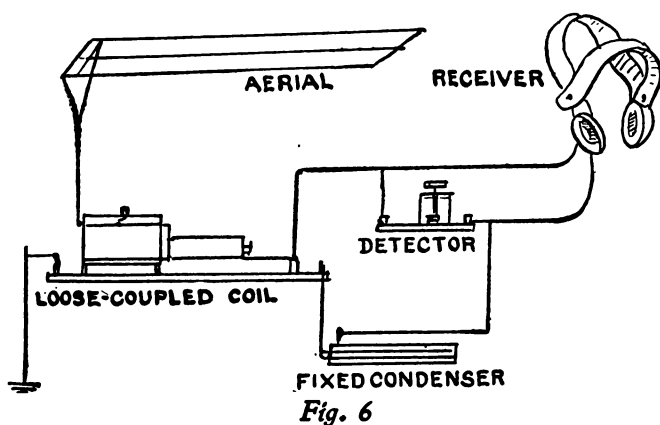 AERIAL
RECEIVER
DETECTOR
LOOSE-COUPLED COIL
FIXED CONDENSER
Fig. 6